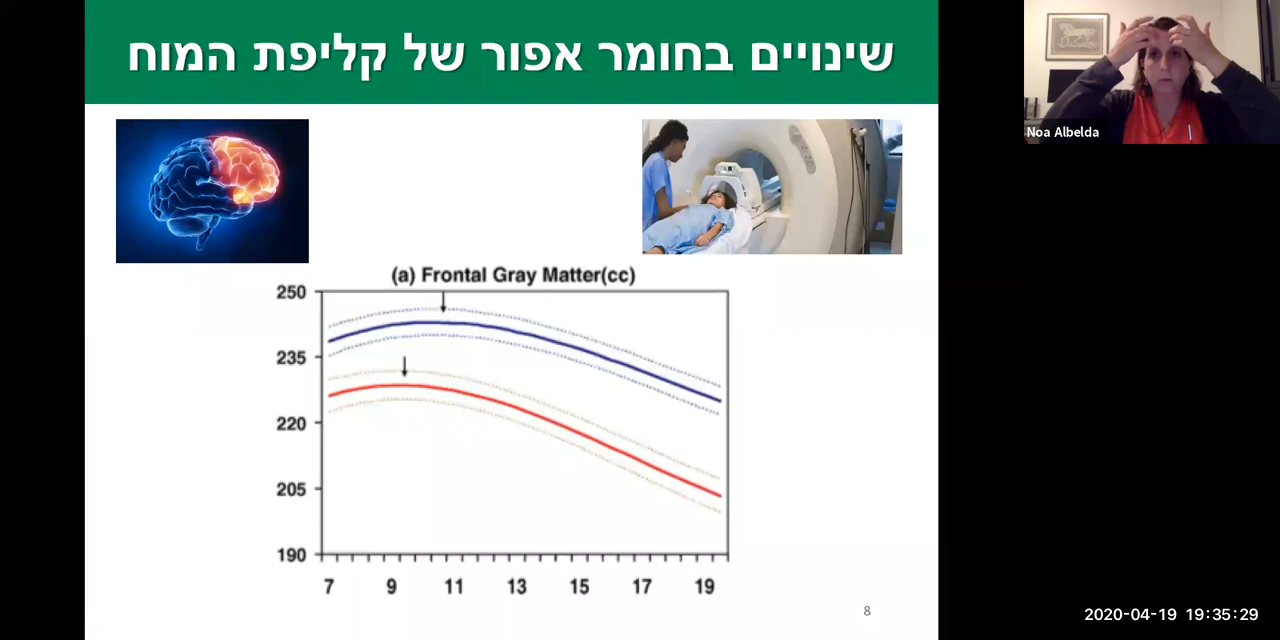 שינויים בחומר אפור של קליפת המוח
Noa Albelda
(a) Frontal Gray Matter(cc)
250
235
220
205
190
7 9 11 13 15 17 19
8
2020-04-19 19:35:29